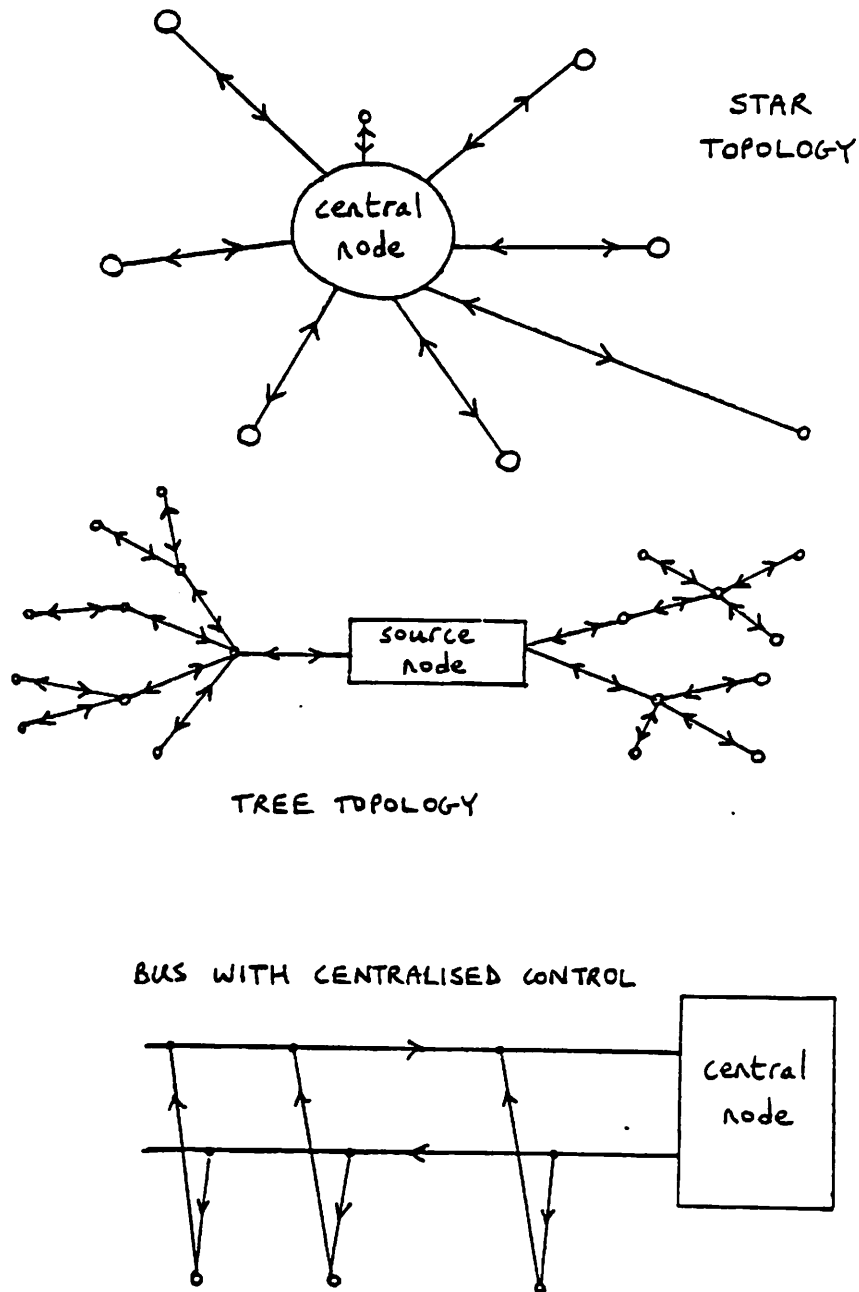 STAR
TOPOLOGY
central
node
source
node
TREE TOPOLOGY
BUS WITH CENTRALISED CONTROL
central
node